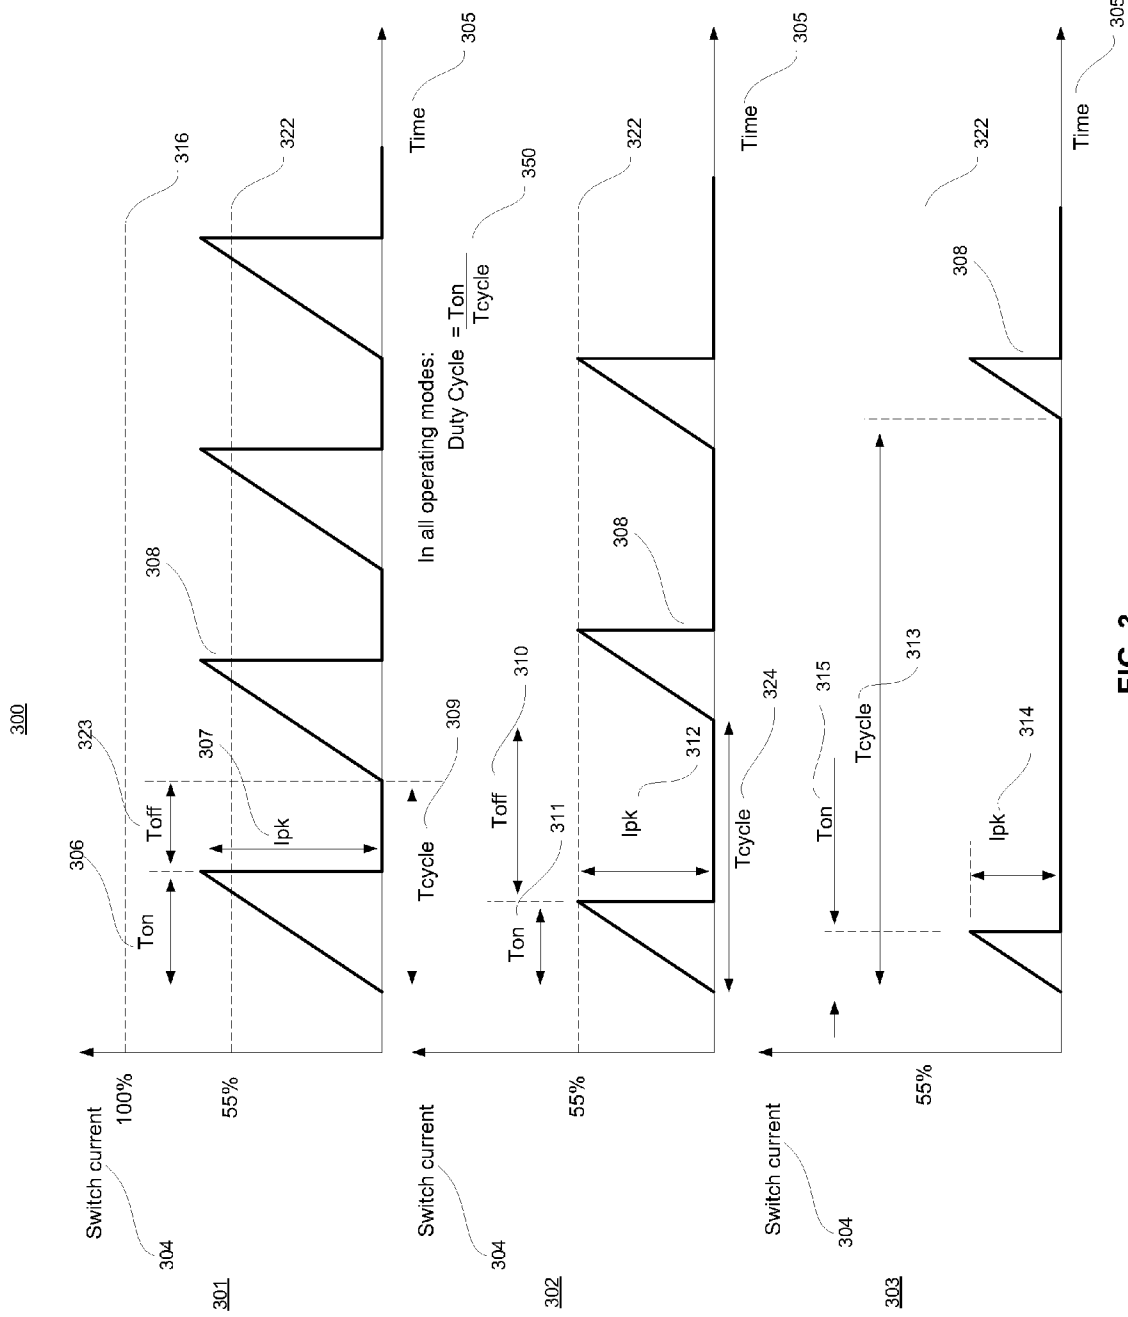 300
301
Switch current
304
100%
55%
316
322
323
306
Toff
Ton
307
Ipk
308
Tcycle
309
Time
305
In all operating modes:
Duty Cycle = Ton
Tcycle
350
302
Switch current
304
55%
322
310
Toff
311
Ton
Ipk
312
308
Tcycle
324
Time
305
303
Switch current
304
55%
322
315
Ton
Tcycle
313
Ipk
314
308
Time
305